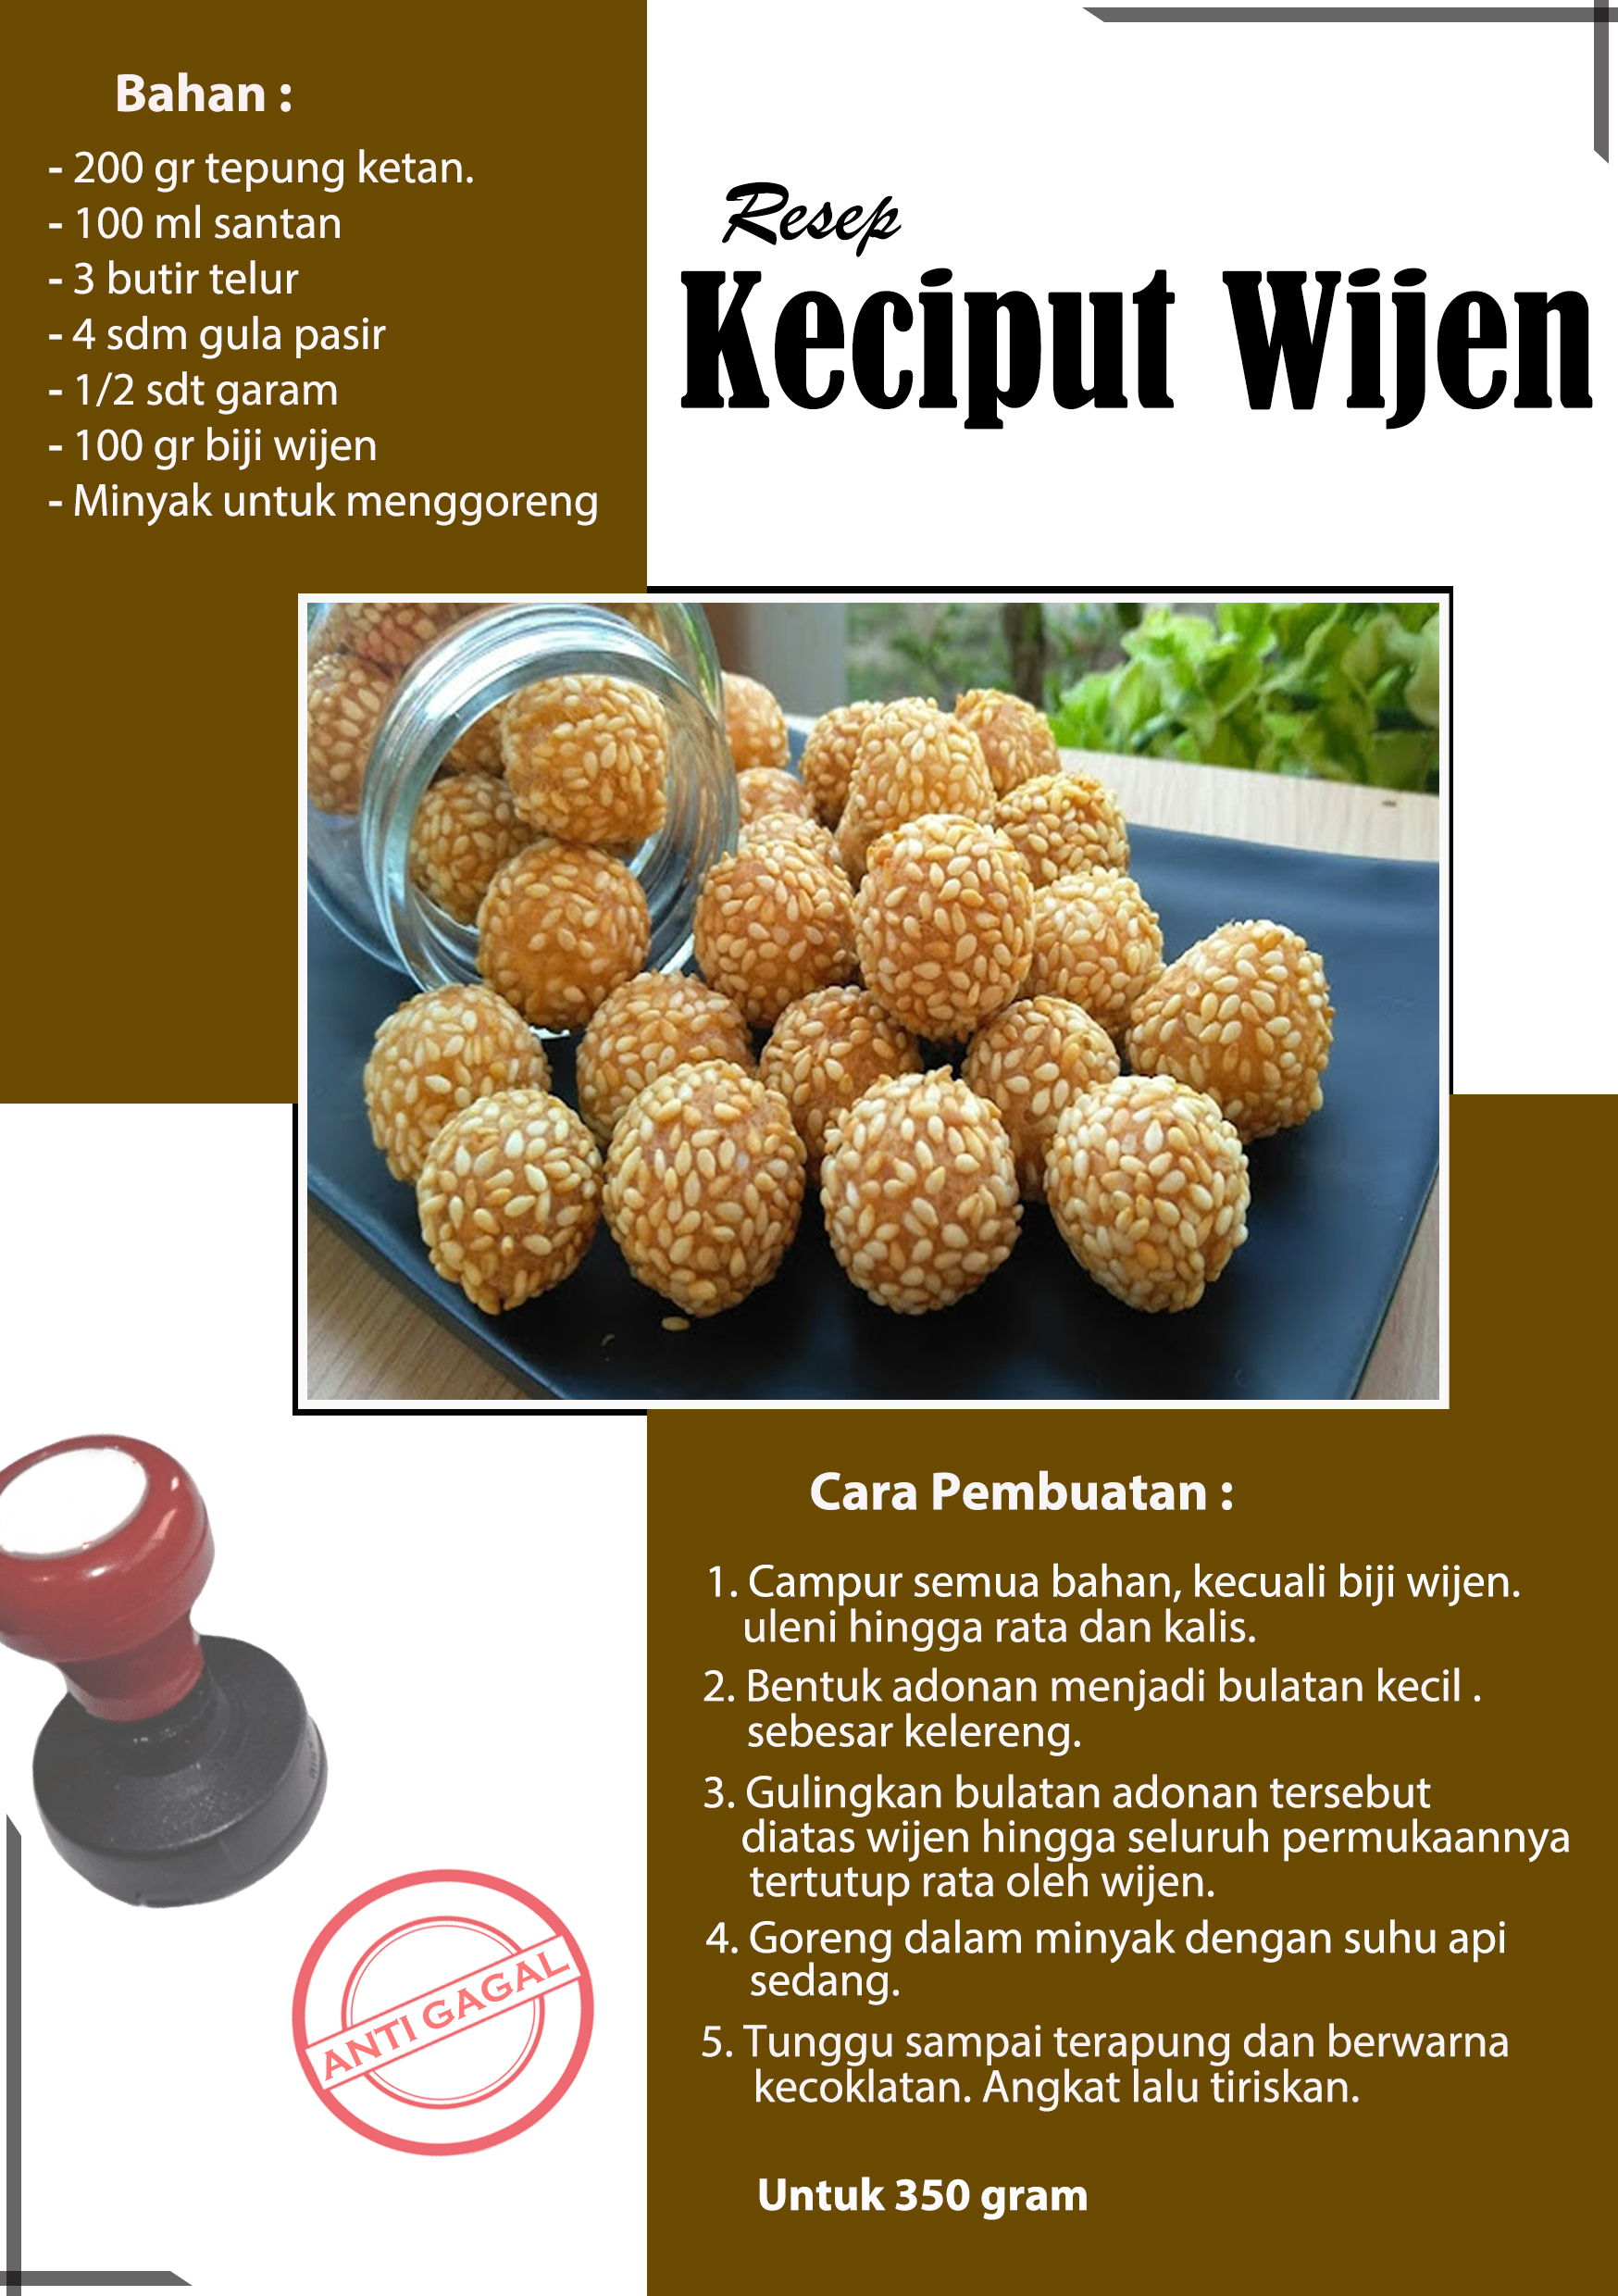 Bahan :
- 200 gr tepung ketan.
- 100 ml santan
- 3 butir telur
- 4 sdm gula pasir
- 1/2 sdt garam
- 100 gr biji wijen
- Minyak untuk menggoreng
Resep
Keciput Wijen
ANTI GAGAL
Cara Pembuatan :
1. Campur semua bahan, kecuali biji wijen.
uleni hingga rata dan kalis.
2. Bentuk adonan menjadi bulatan kecil .
sebesar kelereng.
3. Gulingkan bulatan adonan tersebut
diatas wijen hingga seluruh permukaannya
tertutup rata oleh wijen.
4. Goreng dalam minyak dengan suhu api
sedang.
5. Tunggu sampai terapung dan berwarna
kecoklatan. Angkat lalu tiriskan.
Untuk 350 gram